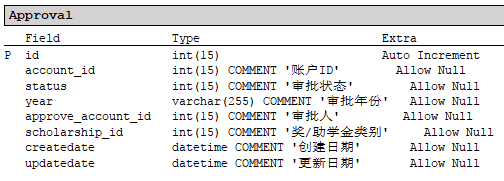 Approval
Field Type Extra
P id int(15) Auto Increment
account_id int(15) COMMENT '账户ID' Allow Null
status int(15) COMMENT '审批状态' Allow Null
year varchar(255) COMMENT '审批年份' Allow Null
approve_account_id int(15) COMMENT '审批人' Allow Null
scholarship_id int(15) COMMENT '奖/助学金类别' Allow Null
createdate datetime COMMENT '创建日期' Allow Null
updatedate datetime COMMENT '更新日期' Allow Null